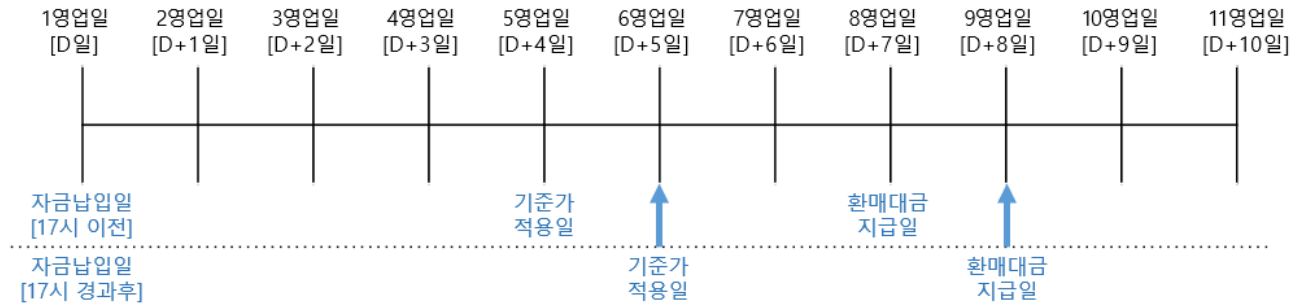 1영업일 2영업일 3영업일 4영업일 5영업일 6영업일 7영업일 8영업일 9영업일 10영업일 11영업일
[D일] [D+1일] [D+2일] [D+3일] [D+4일] [D+5일] [D+6일] [D+7일] [D+8일] [D+9일] [D+10일]
자금납입일 기준가 환매대금
[17시 이전] 적용일 지급일
자금납입일 기준가 환매대금
[17시 경과후] 적용일 지급일